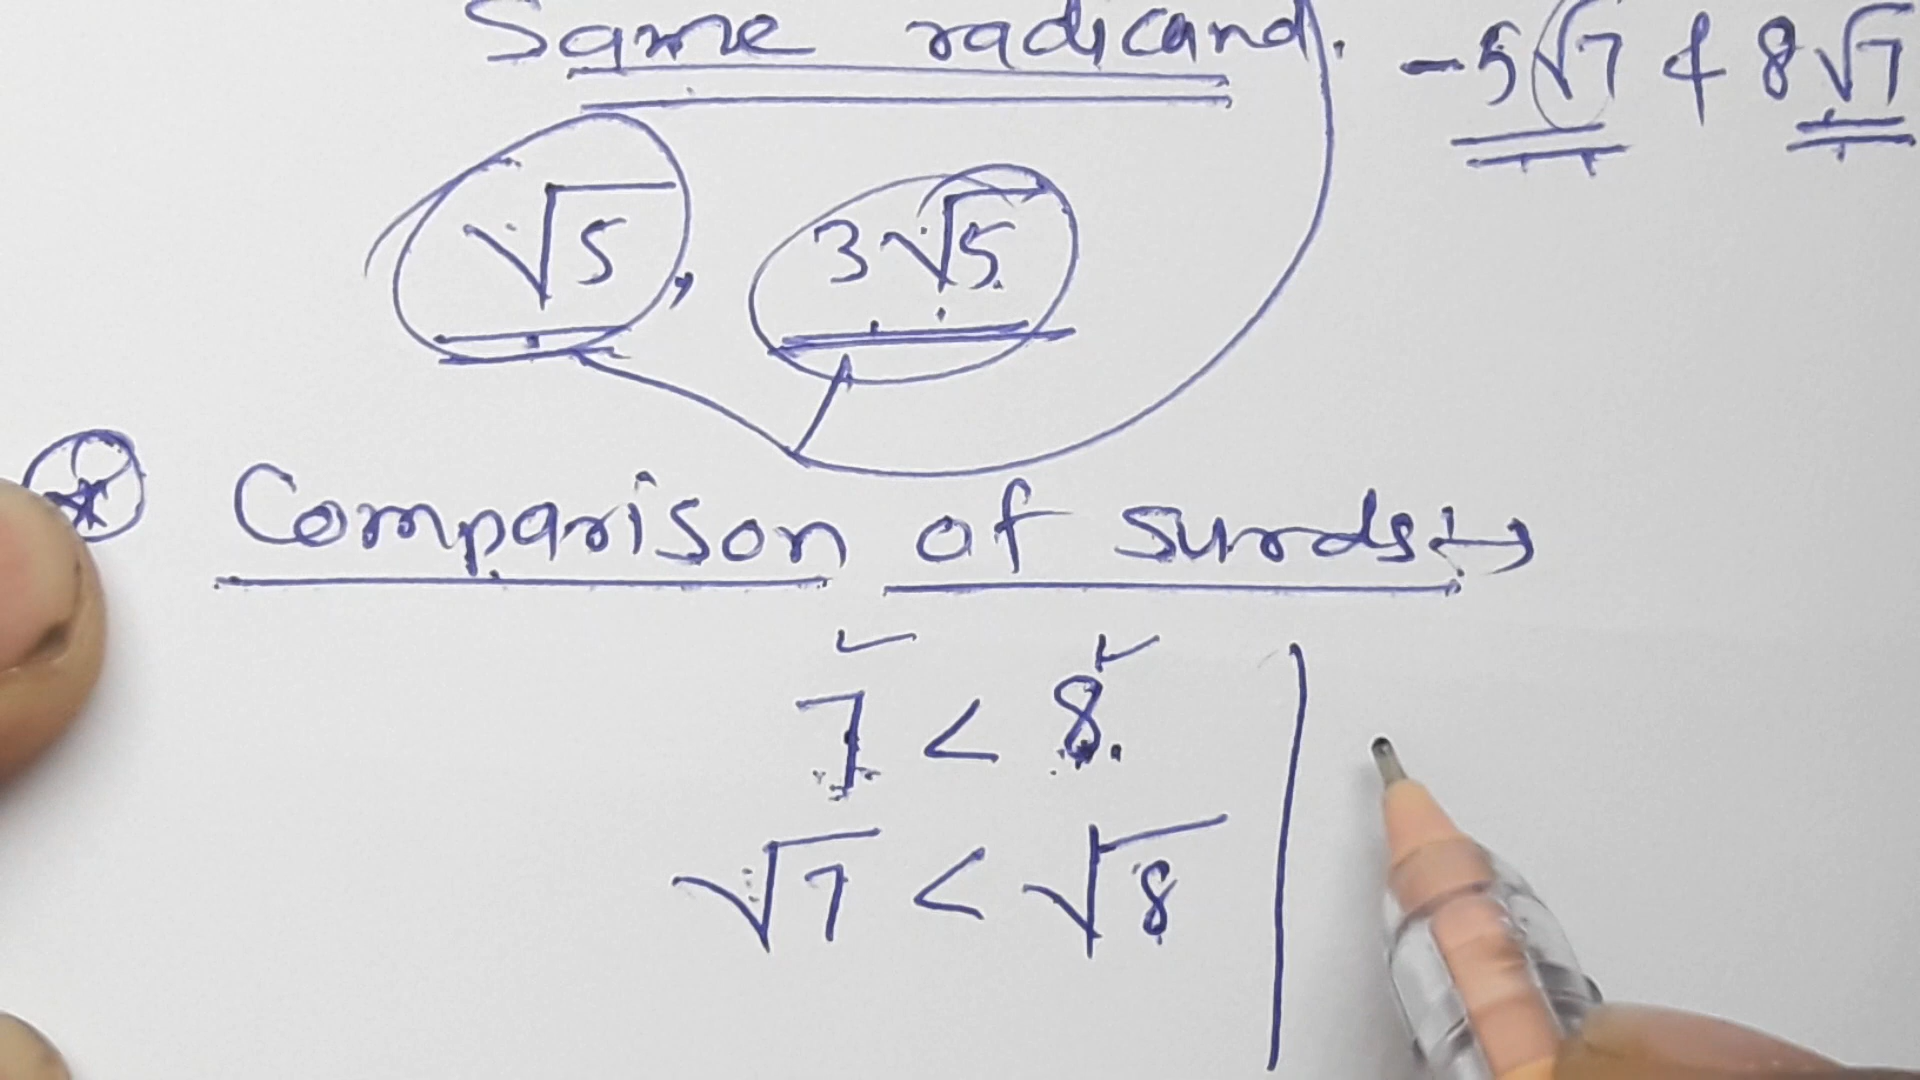 Same radicand. -5√7 & 8√7
√5, 3√5
* Comparison of surds:→
7 < 8
√7 < √8